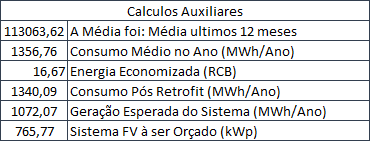 Calculos Auxiliares
113063,62 A Média foi: Média ultimos 12 meses
1356,76 Consumo Médio no Ano (MWh/Ano)
16,67 Energia Economizada (RCB)
1340,09 Consumo Pós Retrofit (MWh/Ano)
1072,07 Geração Esperada do Sistema (MWh/Ano)
765,77 Sistema FV à ser Orçado (kWp)